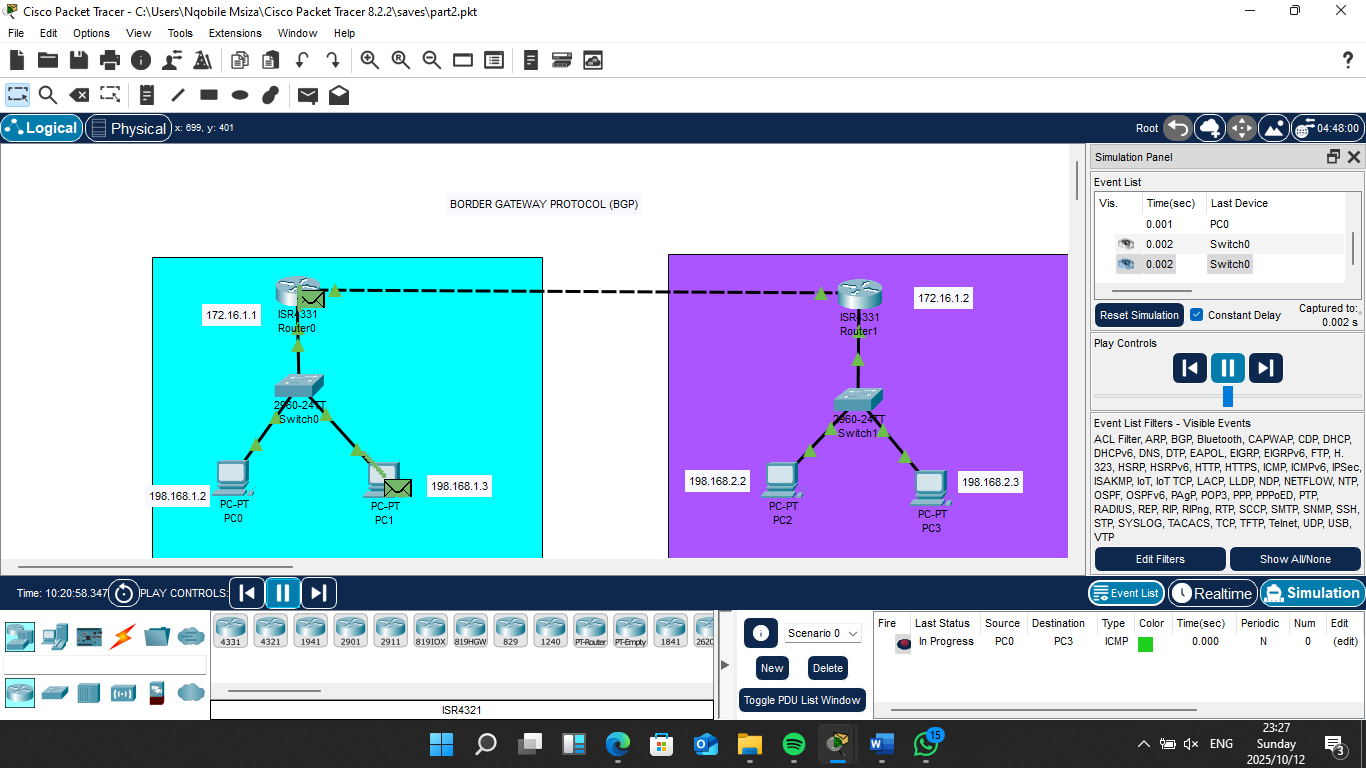 Cisco Packet Tracer - C:\Users\Nqobile Msiza\Cisco Packet Tracer 8.2.2\saves\part2.pkt
File Edit Options View Tools Extensions Window Help
?
Logical Physical x: 699, y: 401
Root 04:48:00
BORDER GATEWAY PROTOCOL (BGP)
172.16.1.1
ISR4331
Router0
2960-24TT
Switch0
198.168.1.2
PC-PT
PC0
198.168.1.3
PC-PT
PC1
172.16.1.2
ISR4331
Router1
2960-24TT
Switch1
198.168.2.2
PC-PT
PC2
198.168.2.3
PC-PT
PC3
Simulation Panel
Event List
Vis. Time(sec) Last Device
0.001 PC0
0.002 Switch0
0.002 Switch0
Reset Simulation Constant Delay Captured to:
0.002 s
Play Controls
Event List Filters - Visible Events
ACL Filter, ARP, BGP, Bluetooth, CAPWAP, CDP, DHCP,
DHCPv6, DNS, DTP, EAPOL, EIGRP, EIGRPv6, FTP, H.
323, HSRP, HSRPv6, HTTP, HTTPS, ICMP, ICMPv6, IPSec,
ISAKMP, IoT, IoT TCP, LACP, LLDP, NDP, NETFLOW, NTP,
OSPF, OSPFv6, PAgP, POP3, PPP, PPPoED, PTP,
RADIUS, REP, RIP, RIPng, RTP, SCCP, SMTP, SNMP, SSH,
STP, SYSLOG, TACACS, TCP, TFTP, Telnet, UDP, USB,
VTP
Edit Filters Show All/None
Time: 10:20:58.347 PLAY CONTROLS:
Event List Realtime Simulation
4331 4321 1941 2901 2911 819IOX 819HGW 829 1240 PT-Router PT-Empty 1841 2620
ISR4321
Scenario 0
New Delete
Toggle PDU List Window
Fire Last Status Source Destination Type Color Time(sec) Periodic Num Edit
In Progress PC0 PC3 ICMP 0.000 N 0 (edit)
15
ENG
23:27
Sunday
2025/10/12
3